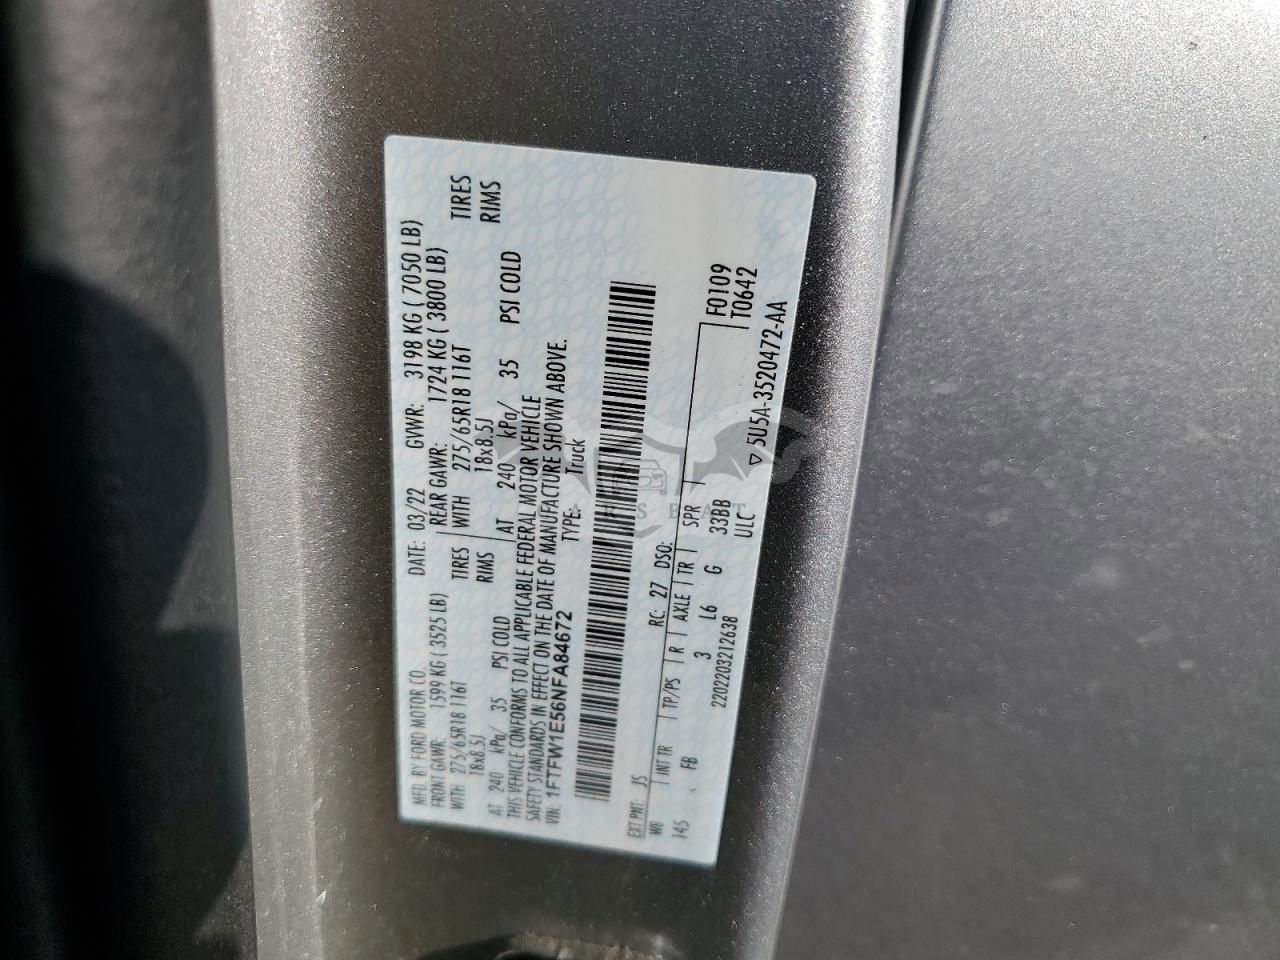 MFD. BY FORD MOTOR CO. DATE: 03/22 GVWR: 3198 KG ( 7050 LB)
FRONT GAWR: 1599 KG ( 3525 LB) REAR GAWR: 1724 KG ( 3800 LB)
WITH 275/65R18 116T TIRES WITH 275/65R18 116T TIRES
18x8.5J RIMS 18x8.5J RIMS
AT 240 kPa/ 35 PSI COLD AT 240 kPa/ 35 PSI COLD
THIS VEHICLE CONFORMS TO ALL APPLICABLE FEDERAL MOTOR VEHICLE
SAFETY STANDARDS IN EFFECT ON THE DATE OF MANUFACTURE SHOWN ABOVE.
VIN: 1FTFW1E56NFA84672 TYPE: Truck
EXT PNT: JS RC: 27 DSO: F0109
WB INT TR TP/PS R AXLE TR SPR T0642
145 FB 3 L6 G 33BB
2202203212638 ULC
5U5A-3520472-AA